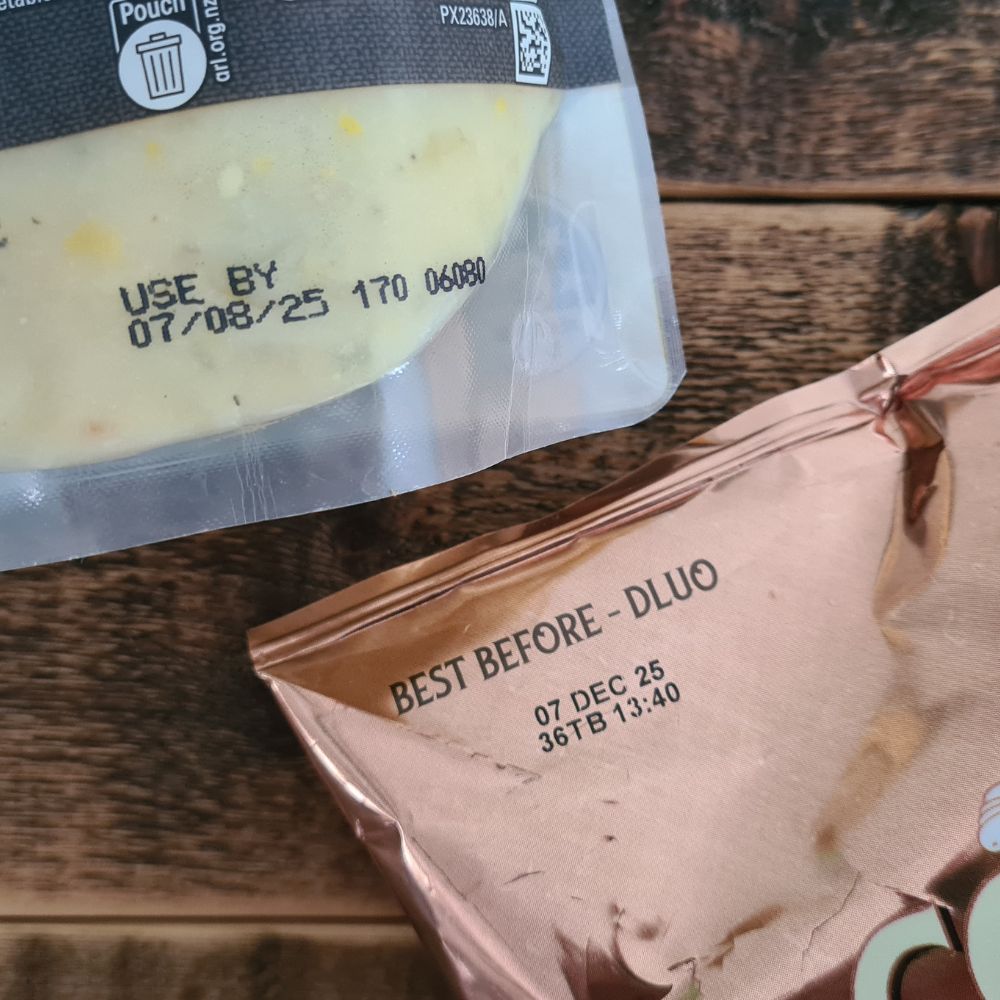 Pouch
arl.org.nz
PX23638/A
USE BY
07/08/25 170 06080
BEST BEFORE - DLUO
07 DEC 25
36TB 13:40